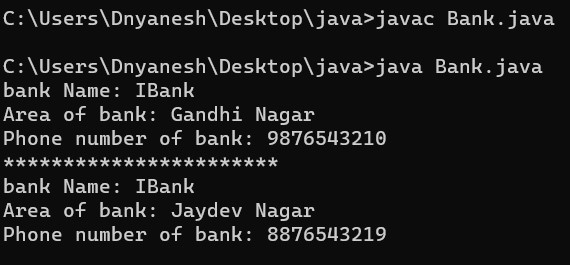 C:\Users\Dnyanesh\Desktop\java>javac Bank.java
C:\Users\Dnyanesh\Desktop\java>java Bank.java
bank Name: IBank
Area of bank: Gandhi Nagar
Phone number of bank: 9876543210
***********************
bank Name: IBank
Area of bank: Jaydev Nagar
Phone number of bank: 8876543219